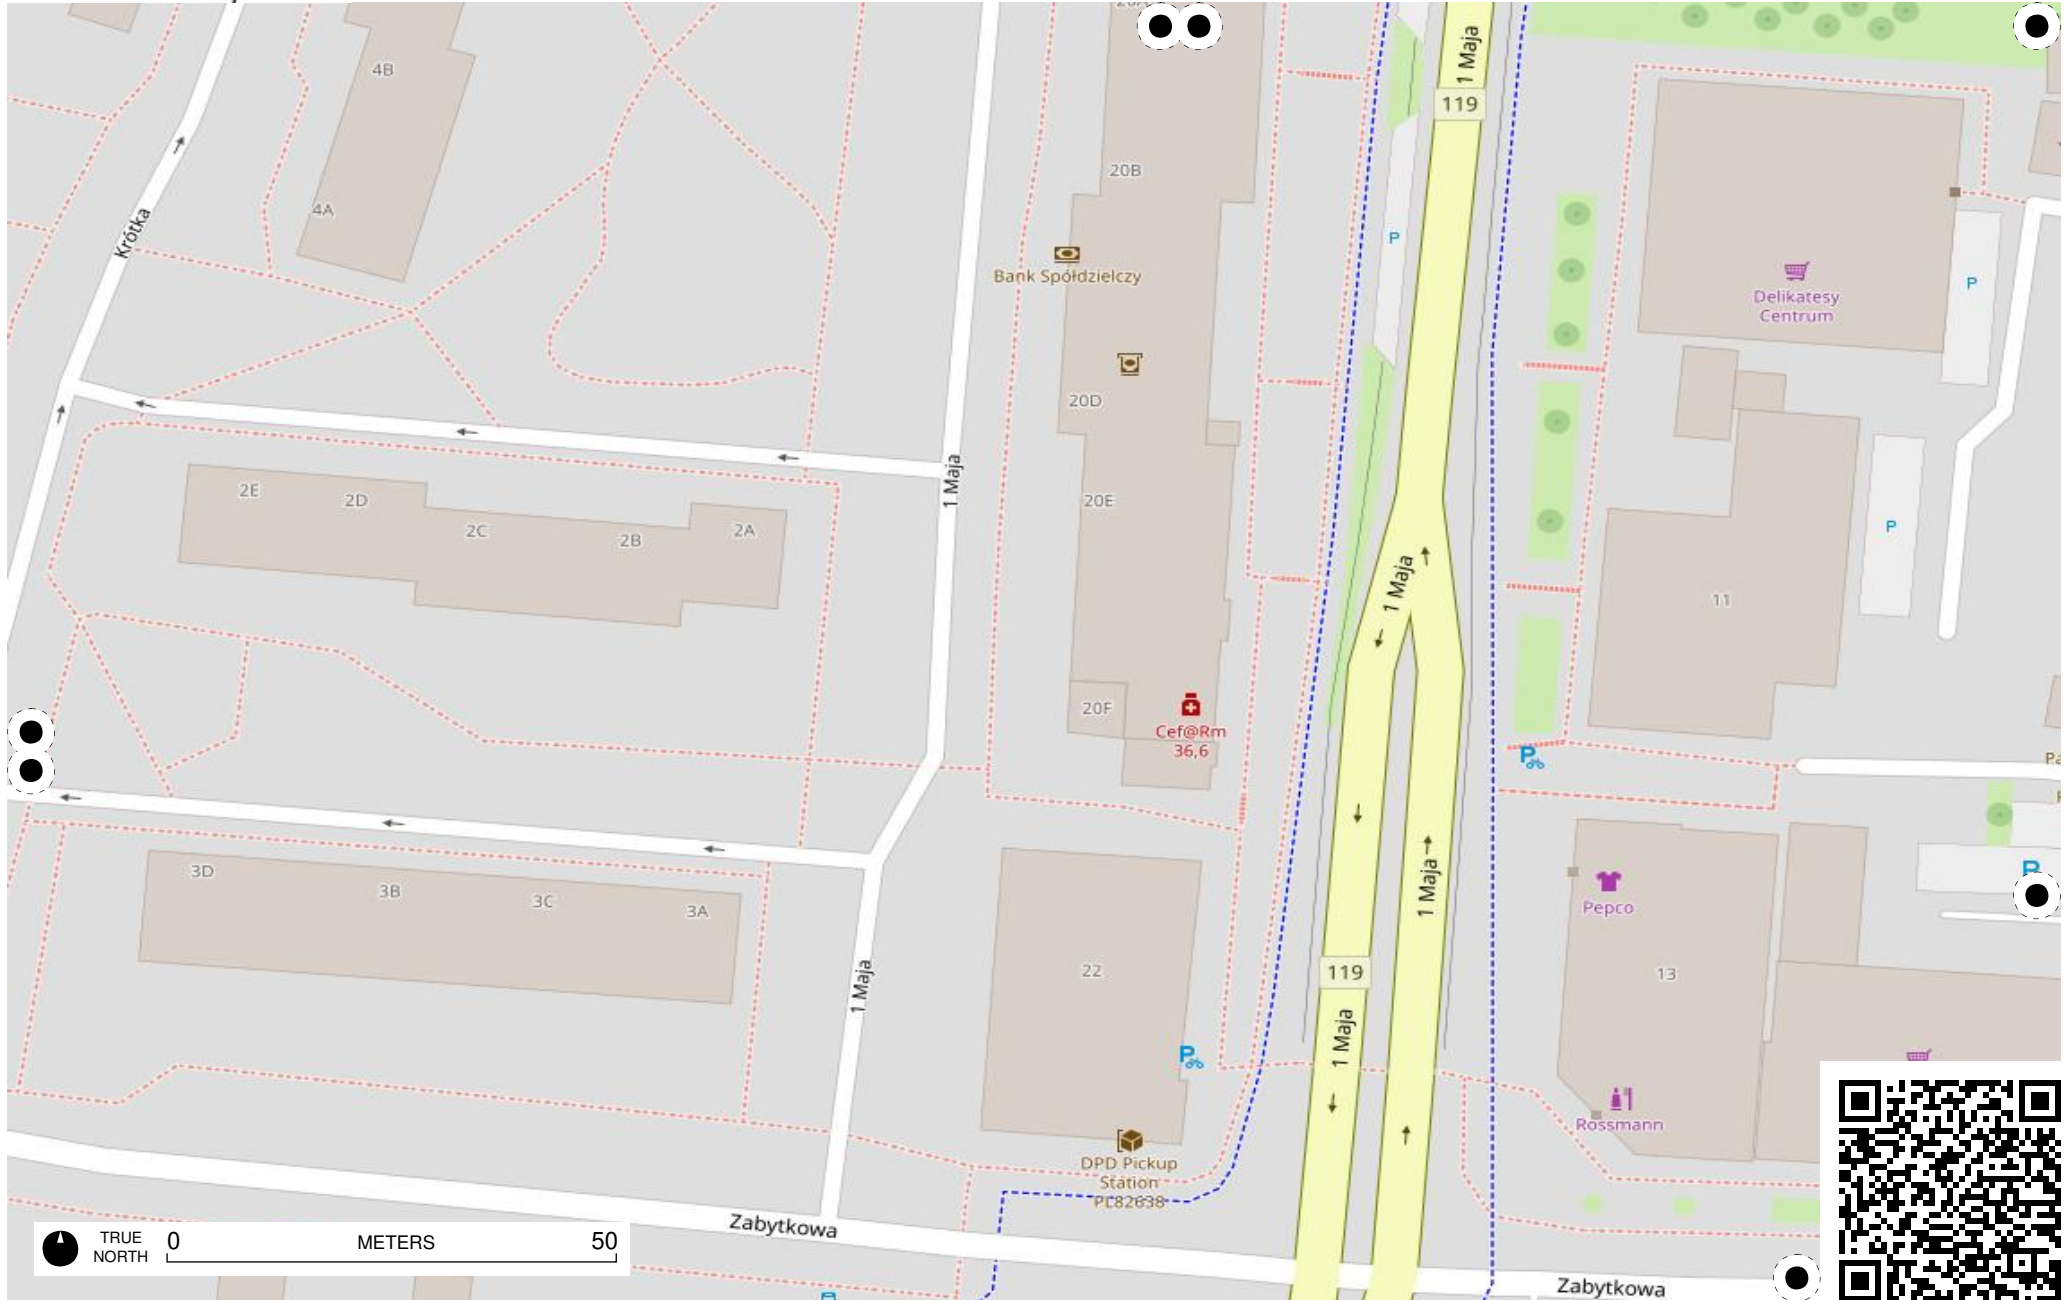 4B
1 Maja
119
20B
4A
Krótka
P
Bank Spółdzielczy
P
Delikatesy
Centrum
20D
1 Maja
2E
2D
2C
2B
2A
20E
P
1 Maja
11
20F
Cef@Rm
36,6
P
3D
3B
3C
3A
1 Maja
P
Pepco
22
119
13
1 Maja
1 Maja
P
Rossmann
DPD Pickup
Station
PL82638
Zabytkowa
Zabytkowa
TRUE
NORTH
0
METERS
50